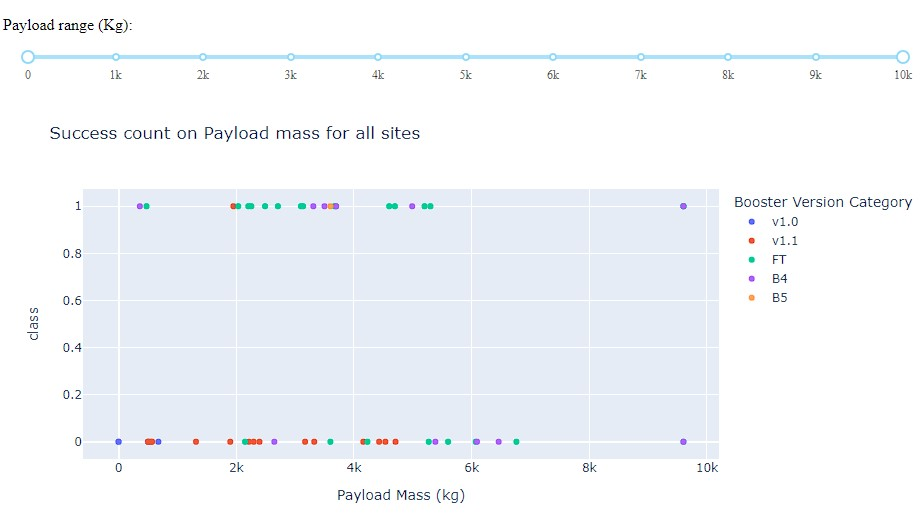 Payload range (Kg):
0 1k 2k 3k 4k 5k 6k 7k 8k 9k 10k
Success count on Payload mass for all sites
Booster Version Category
v1.0
v1.1
FT
B4
B5
class
1
0.8
0.6
0.4
0.2
0
0 2k 4k 6k 8k 10k
Payload Mass (kg)